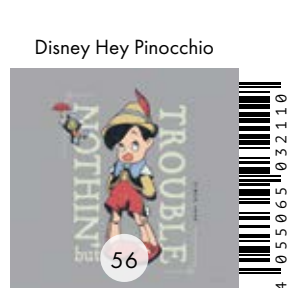 Disney Hey Pinocchio
NOTHIN'
but
TROUBLE
56
4 055065 032110